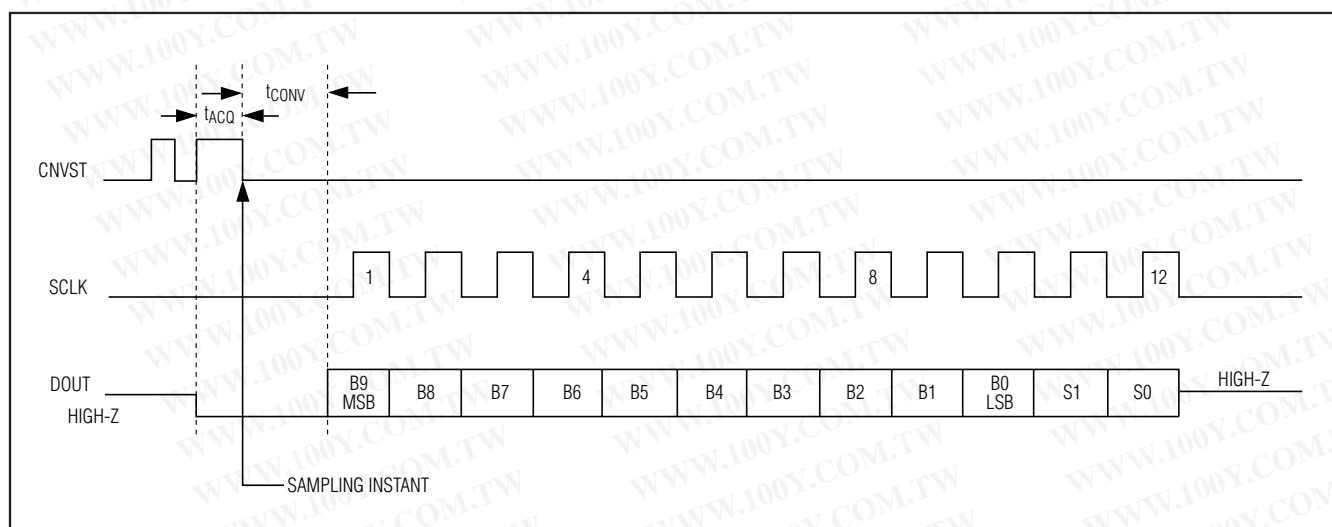 tCONV
tACQ
CNVST
SCLK
1
4
8
12
DOUT
HIGH-Z
B9
MSB
B8
B7
B6
B5
B4
B3
B2
B1
B0
LSB
S1
S0
HIGH-Z
SAMPLING INSTANT
WWW.100Y.COM.TW